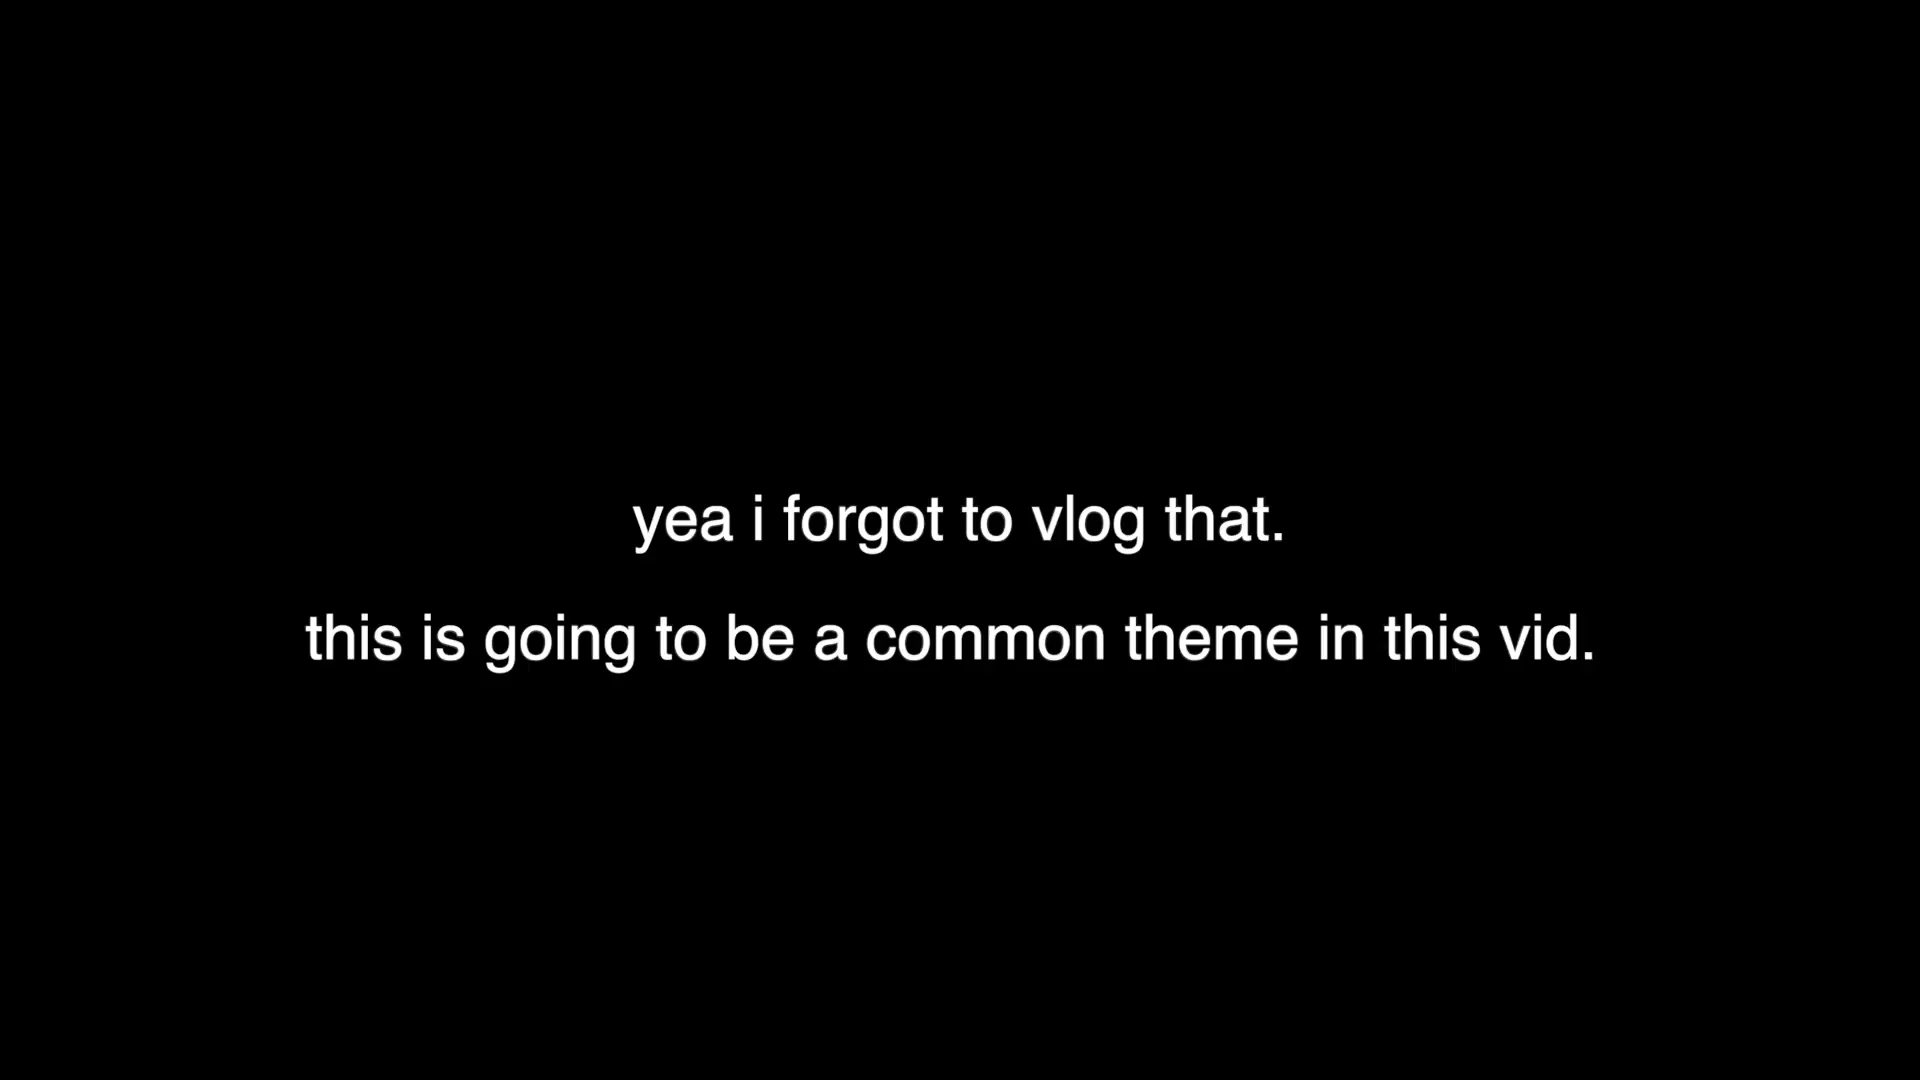 yea i forgot to vlog that.
this is going to be a common theme in this vid.